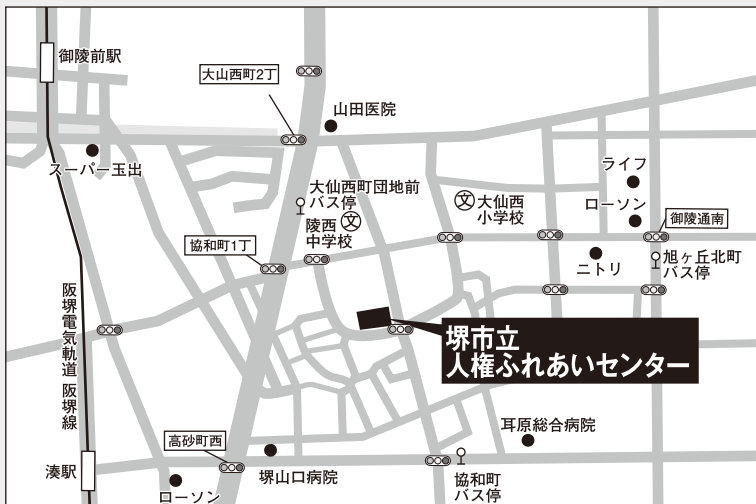 御陵前駅
大山西町2丁
山田医院
スーパー玉出
大仙西町団地前
バス停
陵西
中学校
文
文
大仙西
小学校
ライフ
ローソン
御陵通南
協和町1丁
ニトリ
旭ヶ丘北町
バス停
阪堺電気軌道 阪堺線
堺市立
人権ふれあいセンター
高砂町西
耳原総合病院
湊駅
堺山口病院
ローソン
協和町
バス停